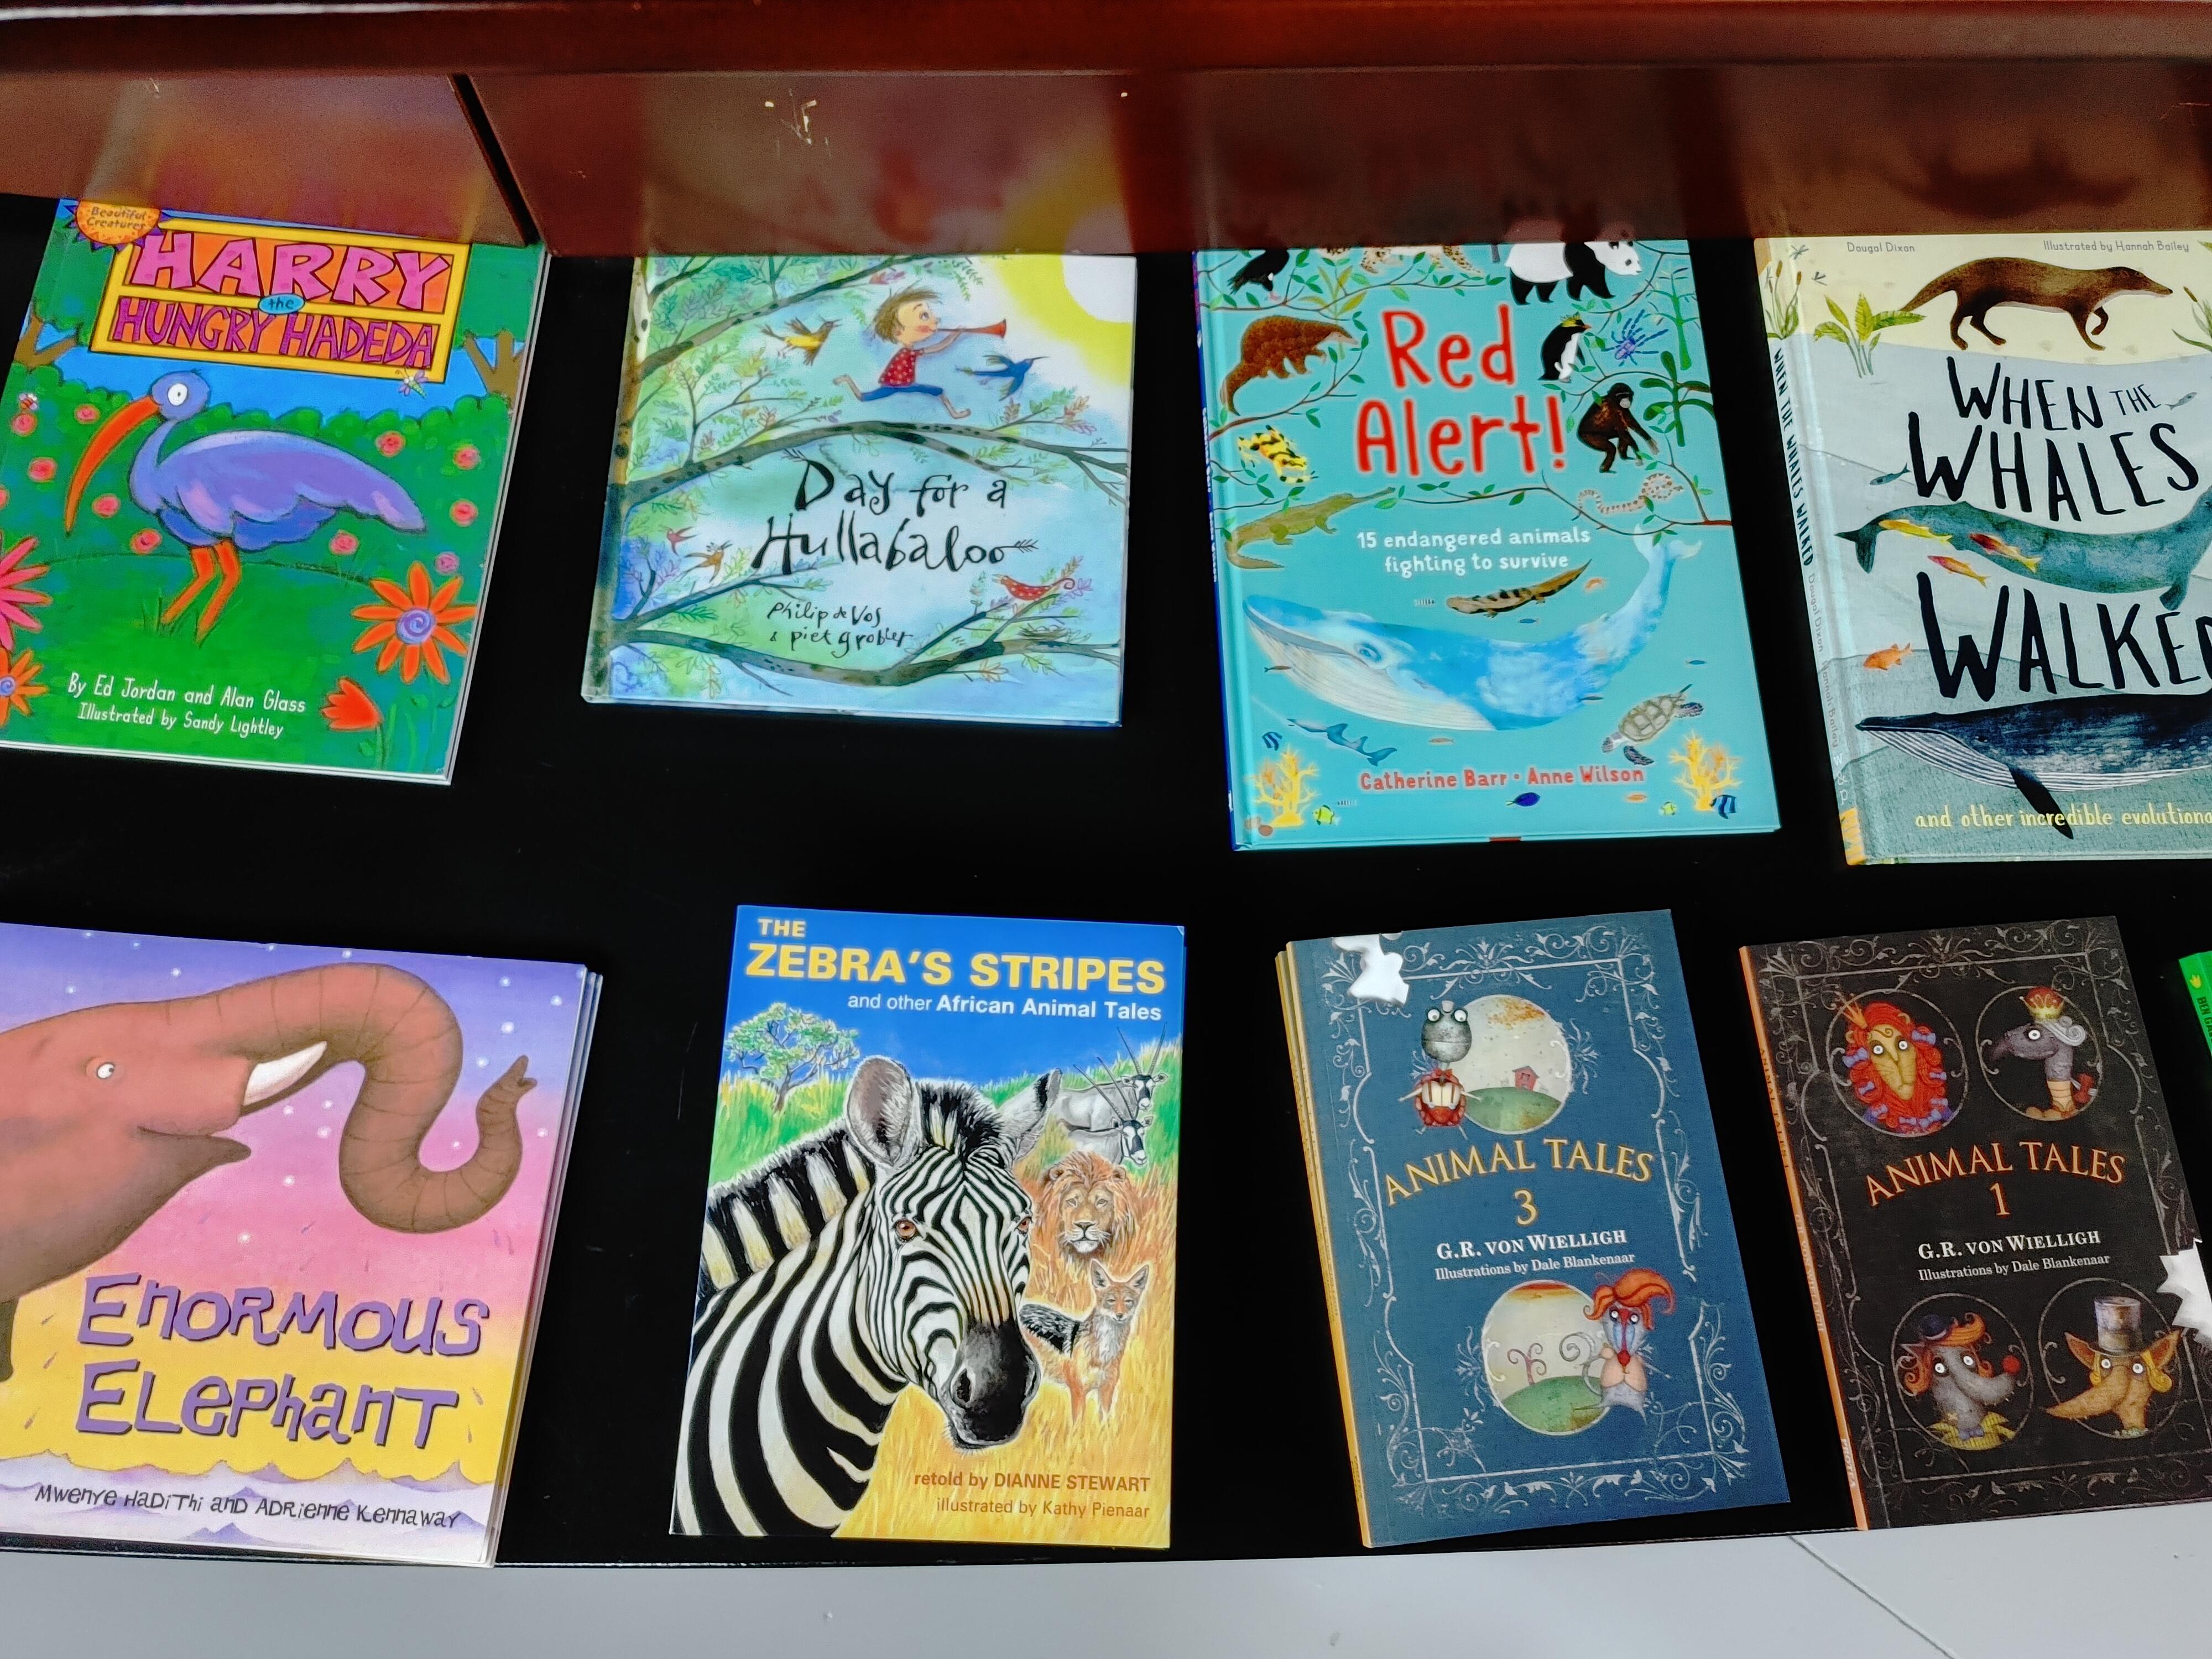 Beautiful
Creatures
HARRY
the
HUNGRY HADEDA
By Ed Jordan and Alan Glass
Illustrated by Sandy Lightley
Day for a
Hullabaloo
Philip de Vos
& piet grobler
Red
Alert!
15 endangered animals
fighting to survive
Catherine Barr • Anne Wilson
WHEN THE WHALES WALKED
Dougal Dixon
Illustrated by Hannah Bailey
WHEN THE
WHALES
WALKED
and other incredible
ENORMOUS
ELEPHANT
MWENYE HADITHI AND ADRIENNE KENNAWAY
THE
ZEBRA'S STRIPES
and other African Animal Tales
retold by DIANNE STEWART
illustrated by Kathy Pienaar
ANIMAL TALES
3
G.R. VON WIELLIGH
Illustrations by Dale Blankenaar
ANIMAL TALES
1
G.R. VON WIELLIGH
Illustrations by Dale Blankenaar